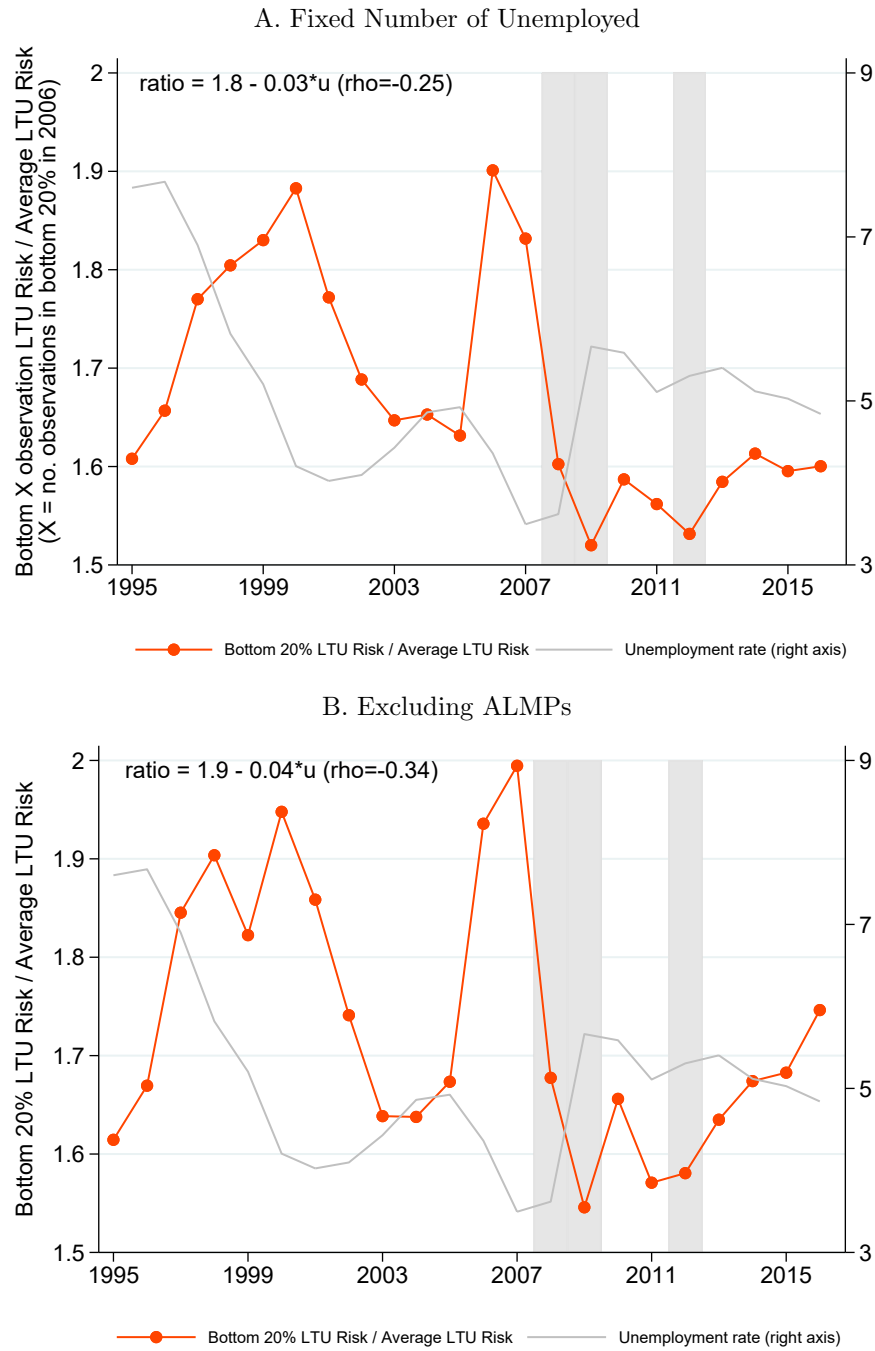 A. Fixed Number of Unemployed
Bottom X observation LTU Risk / Average LTU Risk
(X = no. observations in bottom 20% in 2006)
ratio = 1.8 - 0.03*u (rho=-0.25)
2
1.9
1.8
1.7
1.6
1.5
9
7
5
3
1995
1999
2003
2007
2011
2015
Bottom 20% LTU Risk / Average LTU Risk
Unemployment rate (right axis)
B. Excluding ALMPs
Bottom 20% LTU Risk / Average LTU Risk
ratio = 1.9 - 0.04*u (rho=-0.34)
2
1.9
1.8
1.7
1.6
1.5
9
7
5
3
1995
1999
2003
2007
2011
2015
Bottom 20% LTU Risk / Average LTU Risk
Unemployment rate (right axis)